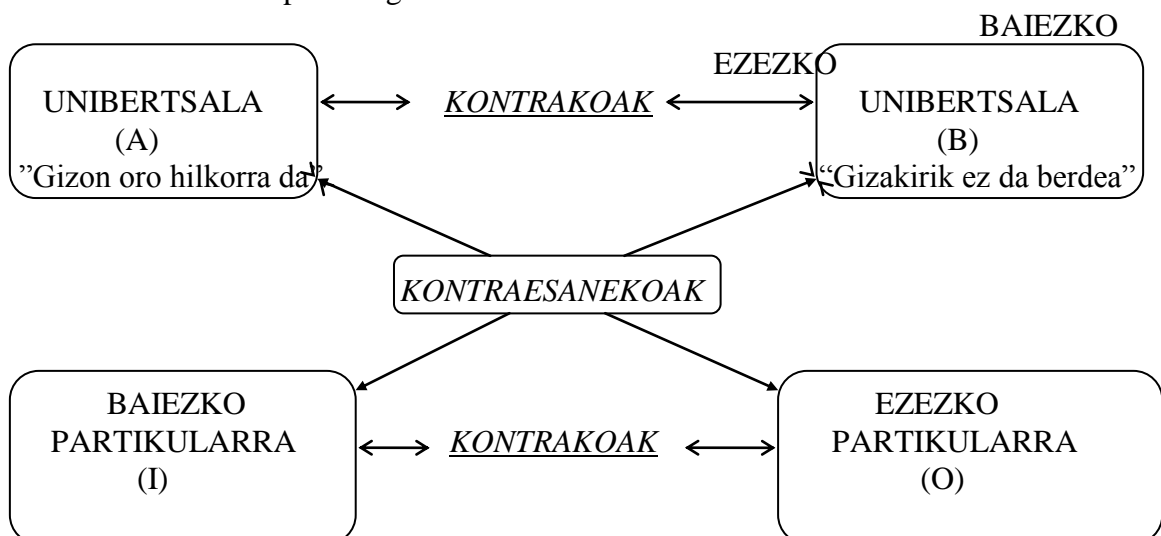 BAIEZKO
EZEZKO
UNIBERTSALA KONTRAKOAK UNIBERTSALA
(A) (B)
”Gizon oro hilkorra da” “Gizakirik ez da berdea”
KONTRAESANEKOAK
BAIEZKO EZEZKO
PARTIKULARRA KONTRAKOAK PARTIKULARRA
(I) (O)